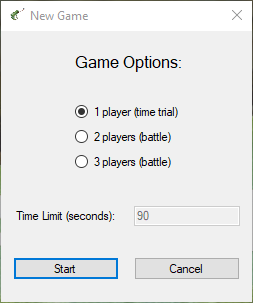 New Game
Game Options:
1 player (time trial)
2 players (battle)
3 players (battle)
Time Limit (seconds): 90
Start Cancel